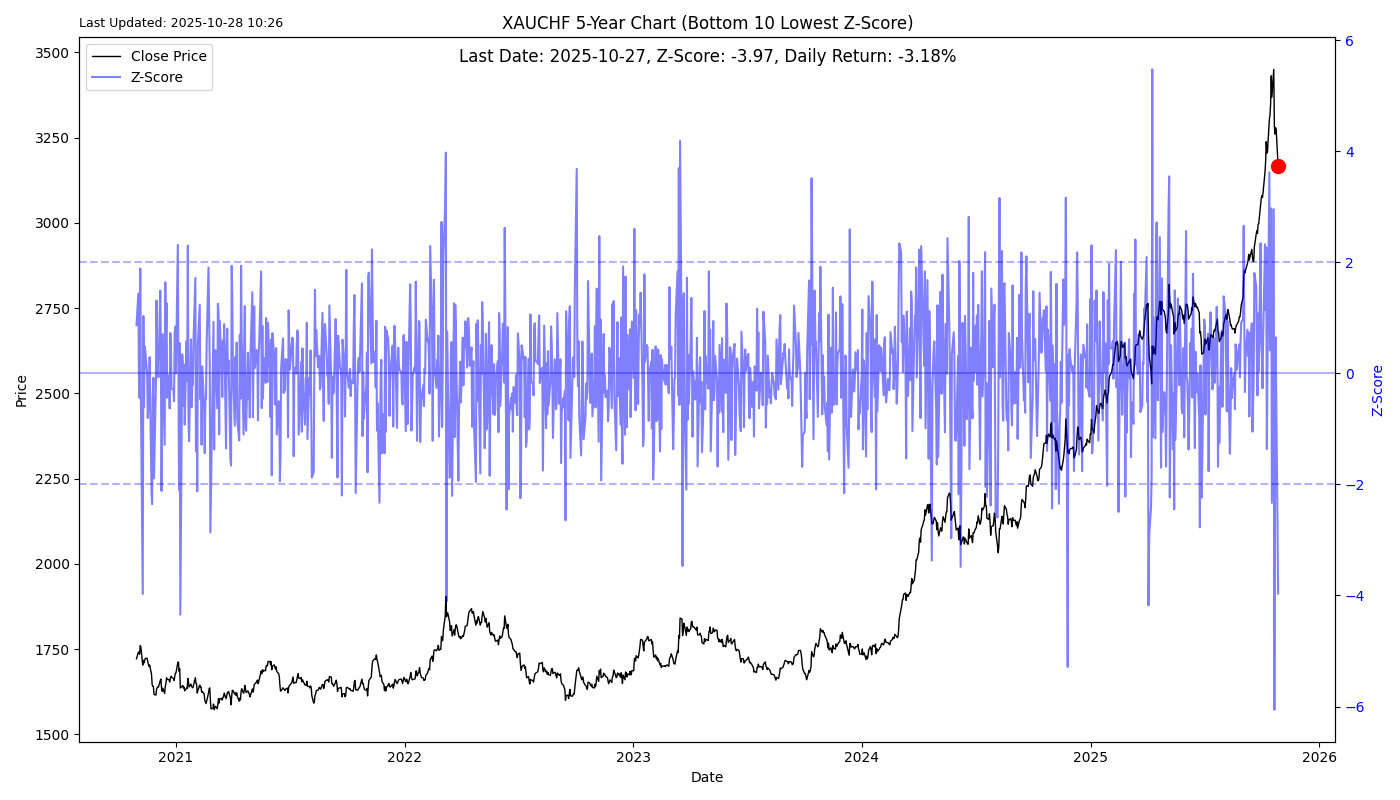 Last Updated: 2025-10-28 10:26
XAUCHF 5-Year Chart (Bottom 10 Lowest Z-Score)
Last Date: 2025-10-27, Z-Score: -3.97, Daily Return: -3.18%
Close Price
Z-Score
3500
3250
3000
2750
2500
2250
2000
1750
1500
Price
6
4
2
0
−2
−4
−6
Z-Score
2021
2022
2023
2024
2025
2026
Date